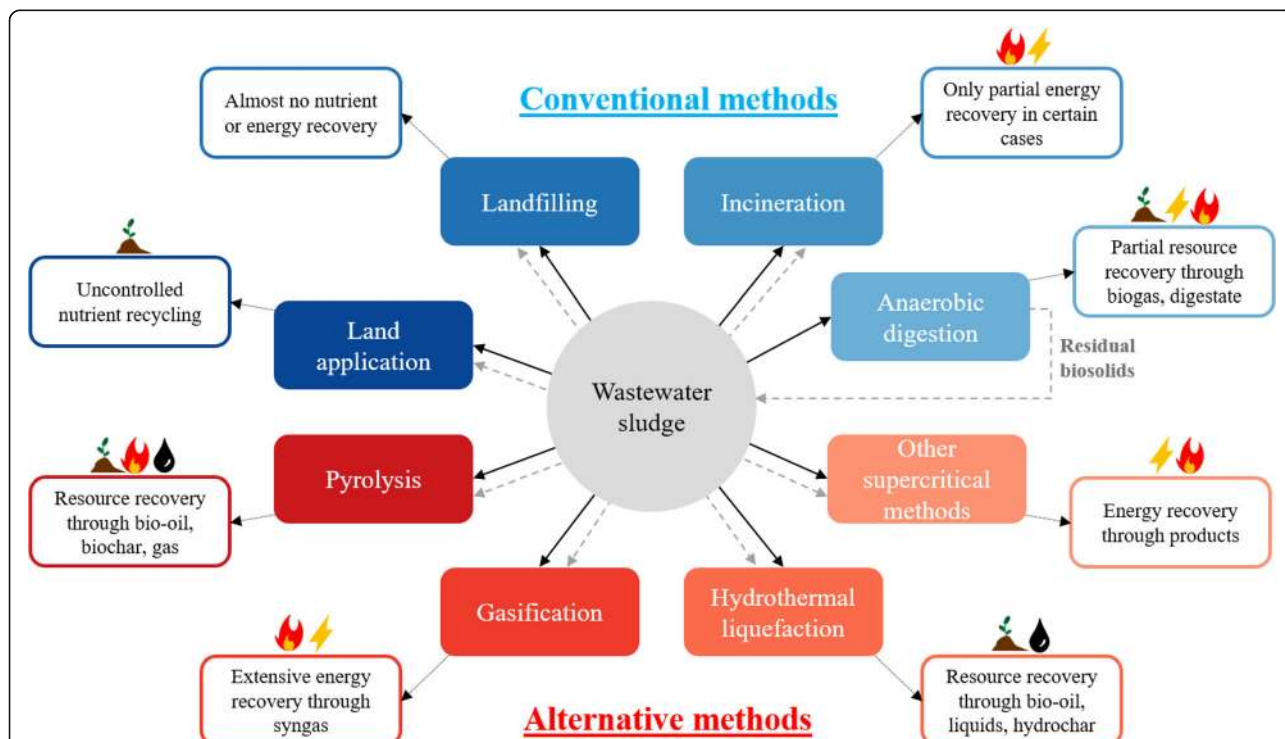 Conventional methods
Almost no nutrient
or energy recovery
Only partial energy
recovery in certain
cases
Landfilling
Incineration
Uncontrolled
nutrient recycling
Land
application
Anaerobic
digestion
Partial resource
recovery through
biogas, digestate
Residual
biosolids
Wastewater
sludge
Pyrolysis
Resource recovery
through bio-oil,
biochar, gas
Other
supercritical
methods
Energy recovery
through products
Gasification
Extensive energy
recovery through
syngas
Hydrothermal
liquefaction
Resource recovery
through bio-oil,
liquids, hydrochar
Alternative methods